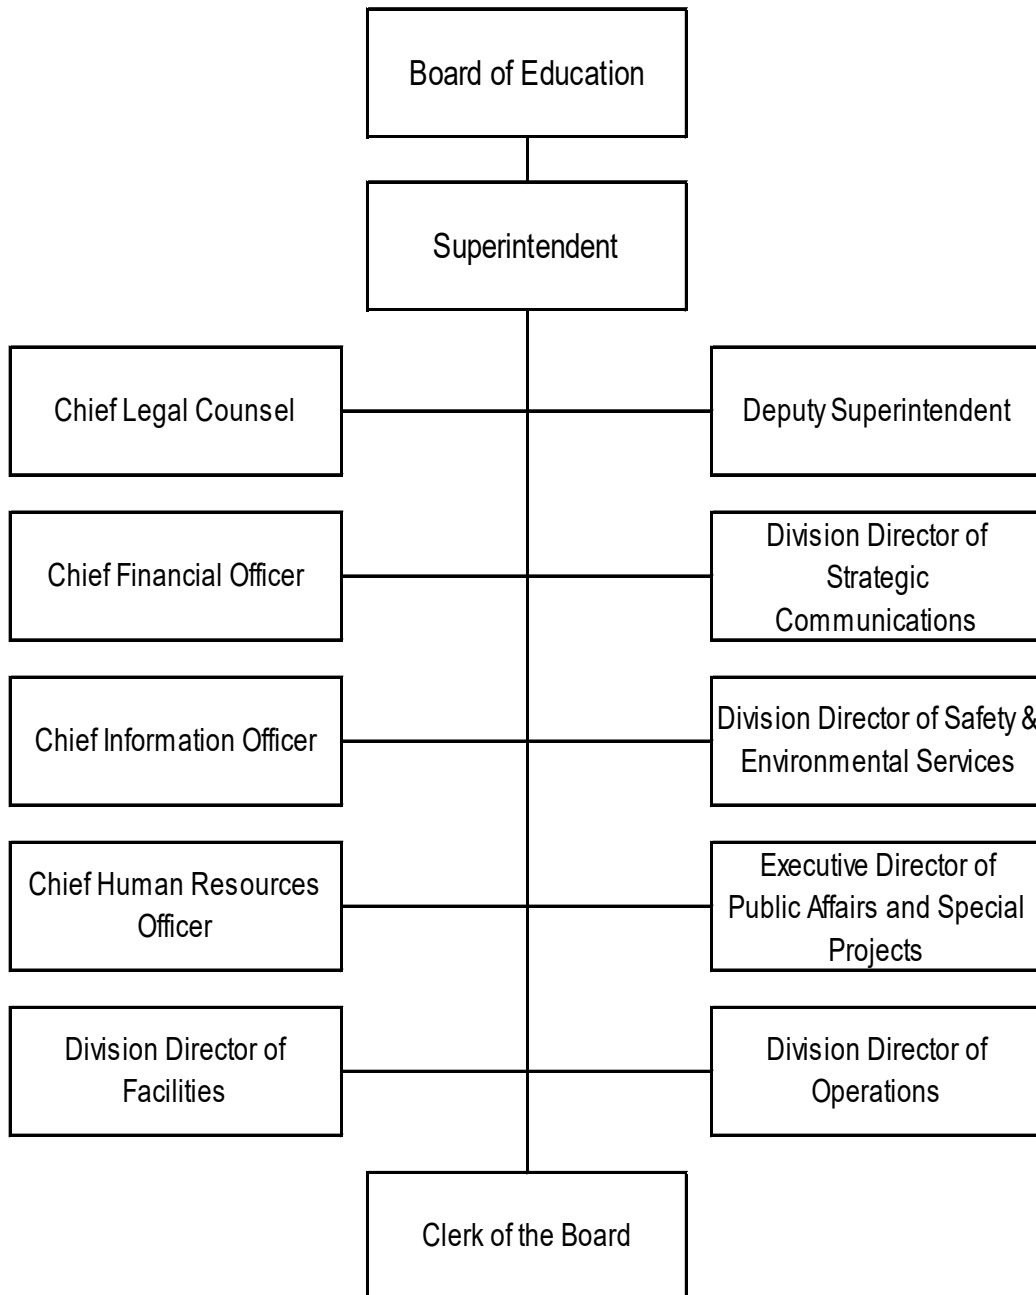 Board of Education
Superintendent
Chief Legal Counsel
Deputy Superintendent
Chief Financial Officer
Division Director of
Strategic
Communications
Chief Information Officer
Division Director of Safety &
Environmental Services
Chief Human Resources
Officer
Executive Director of
Public Affairs and Special
Projects
Division Director of
Facilities
Division Director of
Operations
Clerk of the Board